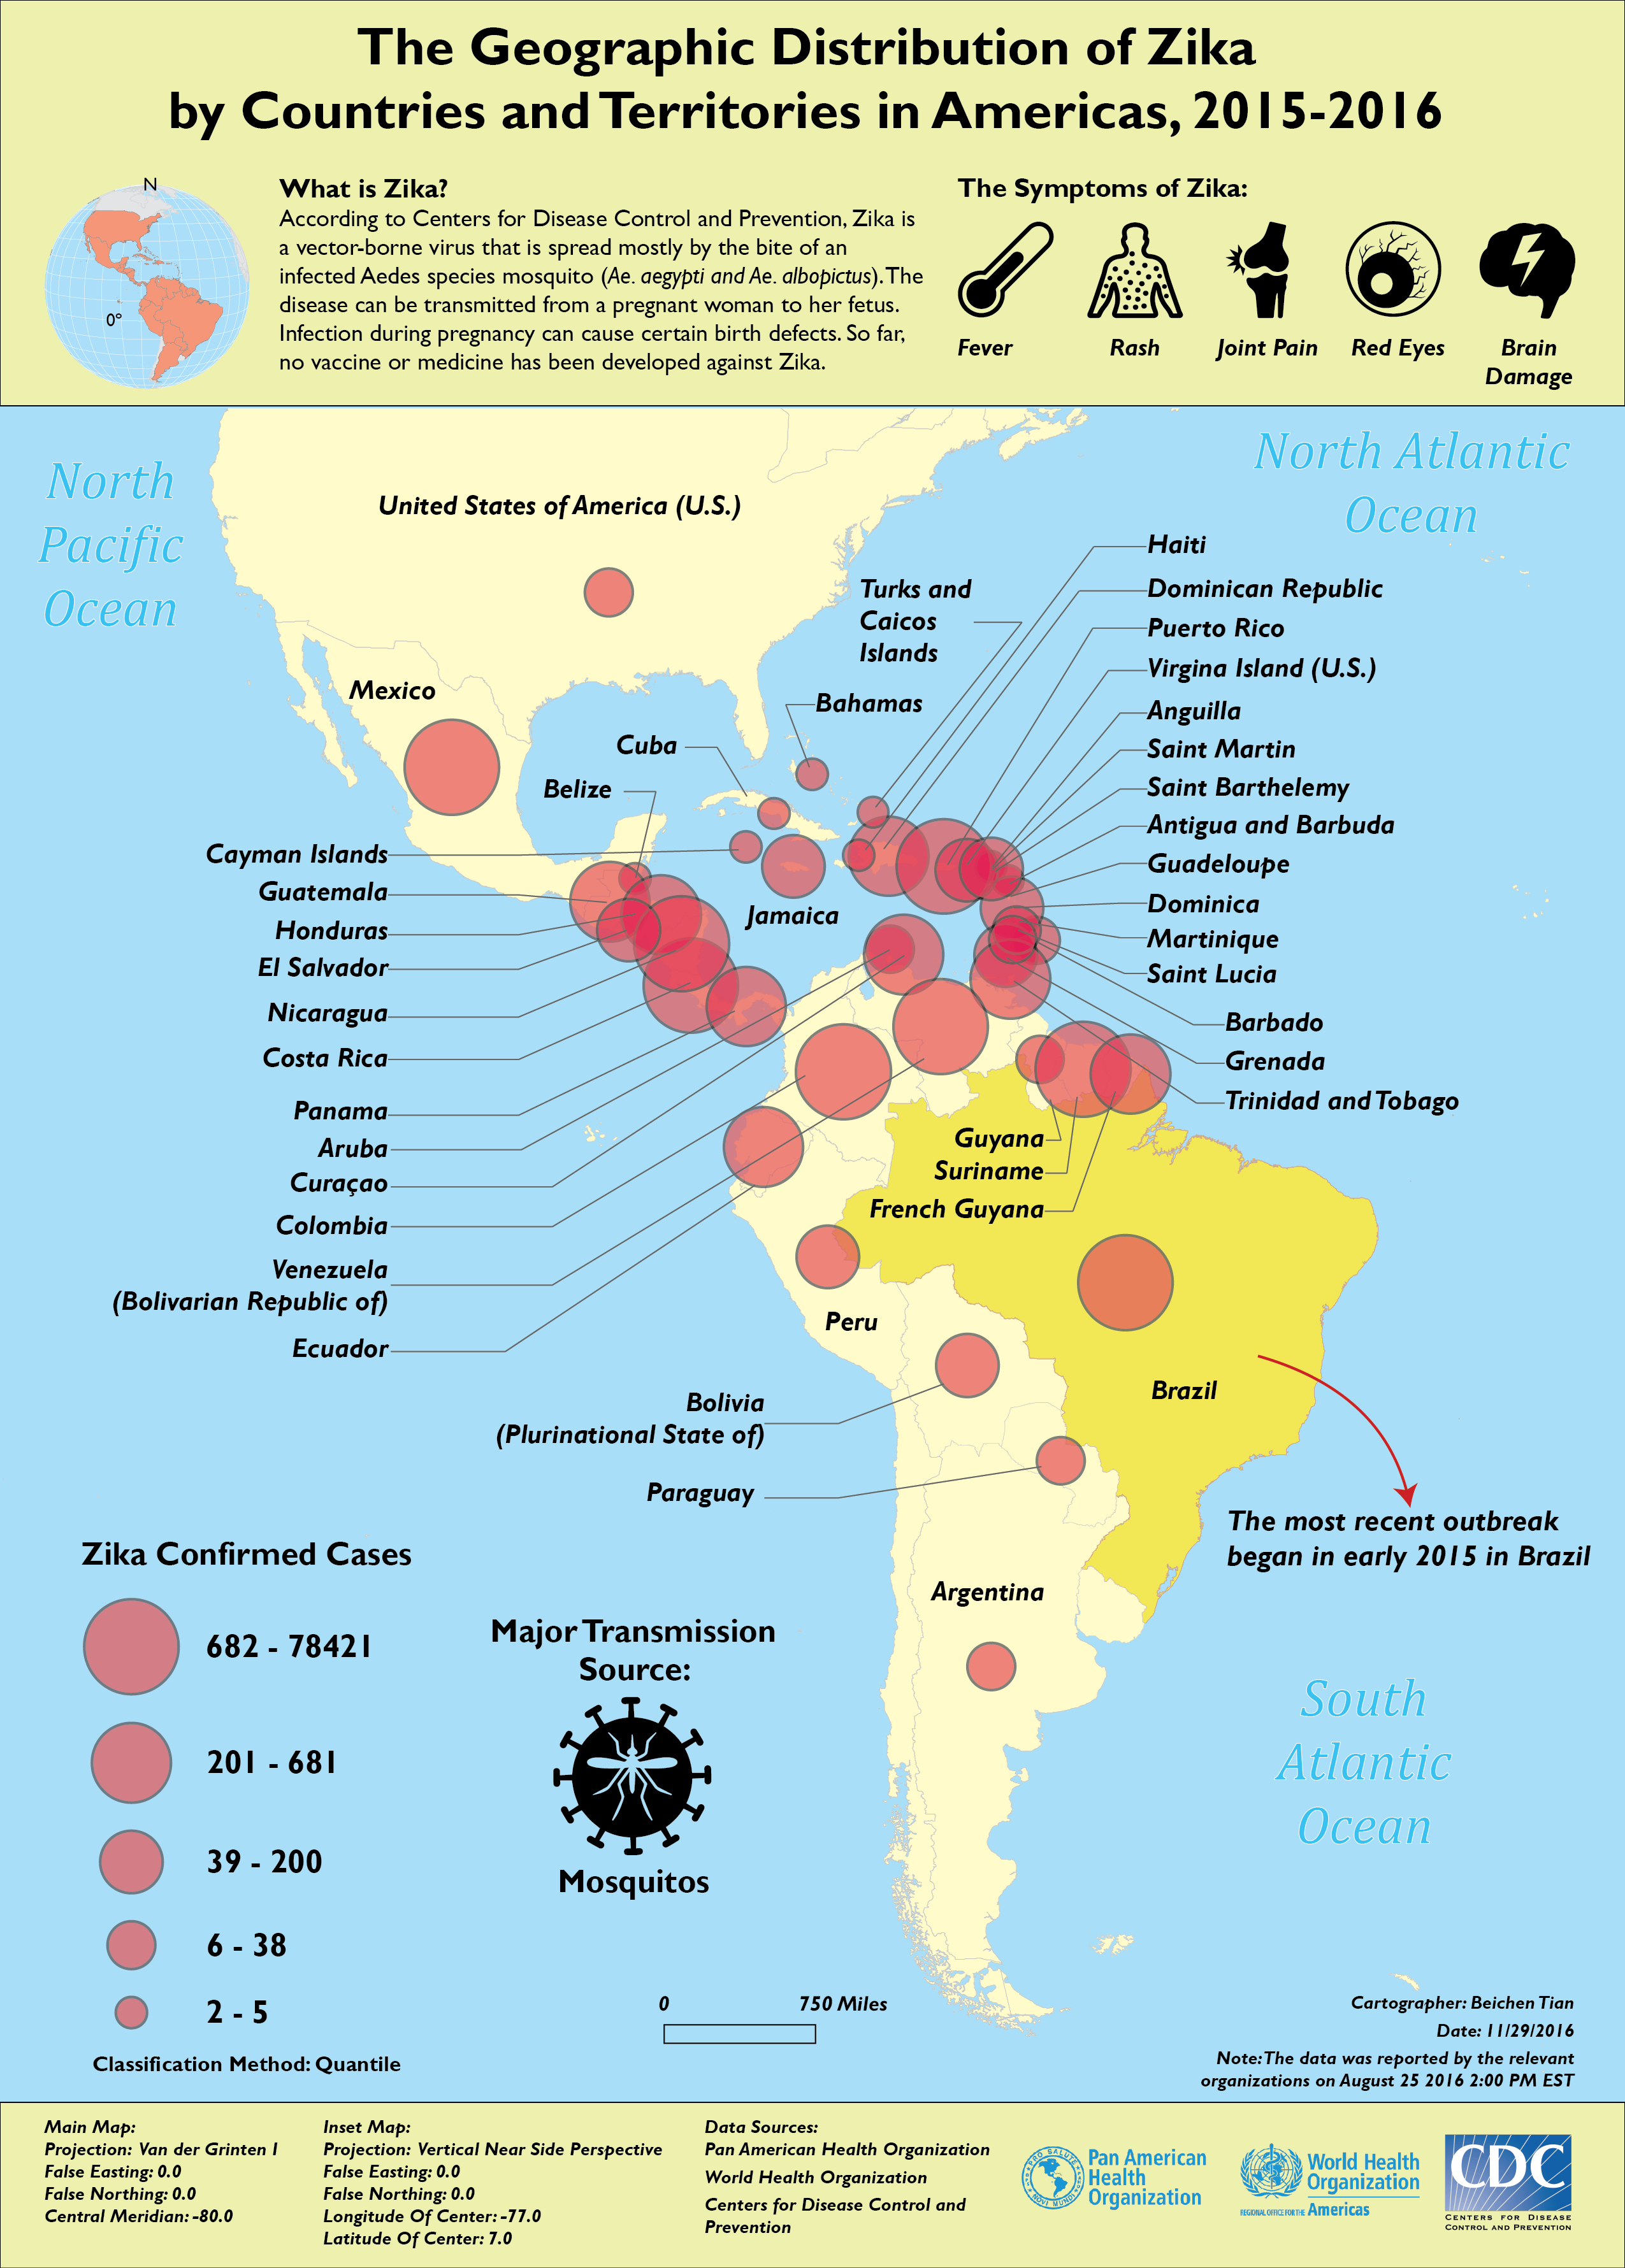 The Geographic Distribution of Zika
by Countries and Territories in Americas, 2015-2016
N
0°
What is Zika?
According to Centers for Disease Control and Prevention, Zika is
a vector-borne virus that is spread mostly by the bite of an
infected Aedes species mosquito (Ae. aegypti and Ae. albopictus). The
disease can be transmitted from a pregnant woman to her fetus.
Infection during pregnancy can cause certain birth defects. So far,
no vaccine or medicine has been developed against Zika.
The Symptoms of Zika:
Fever
Rash
Joint Pain
Red Eyes
Brain
Damage
North
Pacific
Ocean
North Atlantic
Ocean
United States of America (U.S.)
Mexico
Turks and
Caicos
Islands
Bahamas
Cuba
Belize
Haiti
Dominican Republic
Puerto Rico
Virgina Island (U.S.)
Anguilla
Saint Martin
Saint Barthelemy
Antigua and Barbuda
Guadeloupe
Dominica
Martinique
Saint Lucia
Barbado
Grenada
Trinidad and Tobago
Cayman Islands
Guatemala
Honduras
El Salvador
Nicaragua
Costa Rica
Panama
Aruba
Curaçao
Colombia
Venezuela
(Bolivarian Republic of)
Ecuador
Jamaica
Guyana
Suriname
French Guyana
Peru
Brazil
Bolivia
(Plurinational State of)
Paraguay
Argentina
The most recent outbreak
began in early 2015 in Brazil
South
Atlantic
Ocean
Zika Confirmed Cases
682 - 78421
201 - 681
39 - 200
6 - 38
2 - 5
Classification Method: Quantile
Major Transmission
Source:
Mosquitos
0 750 Miles
Cartographer: Beichen Tian
Date: 11/29/2016
Note: The data was reported by the relevant
organizations on August 25 2016 2:00 PM EST
Main Map:
Projection: Van der Grinten I
False Easting: 0.0
False Northing: 0.0
Central Meridian: -80.0
Inset Map:
Projection: Vertical Near Side Perspective
False Easting: 0.0
False Northing: 0.0
Longitude Of Center: -77.0
Latitude Of Center: 7.0
Data Sources:
Pan American Health Organization
World Health Organization
Centers for Disease Control and
Prevention
PRO SALUTE
NOVI MUNDI
Pan American
Health
Organization
World Health
Organization
REGIONAL OFFICE FOR THE Americas
CDC
CENTERS FOR DISEASE
CONTROL AND PREVENTION